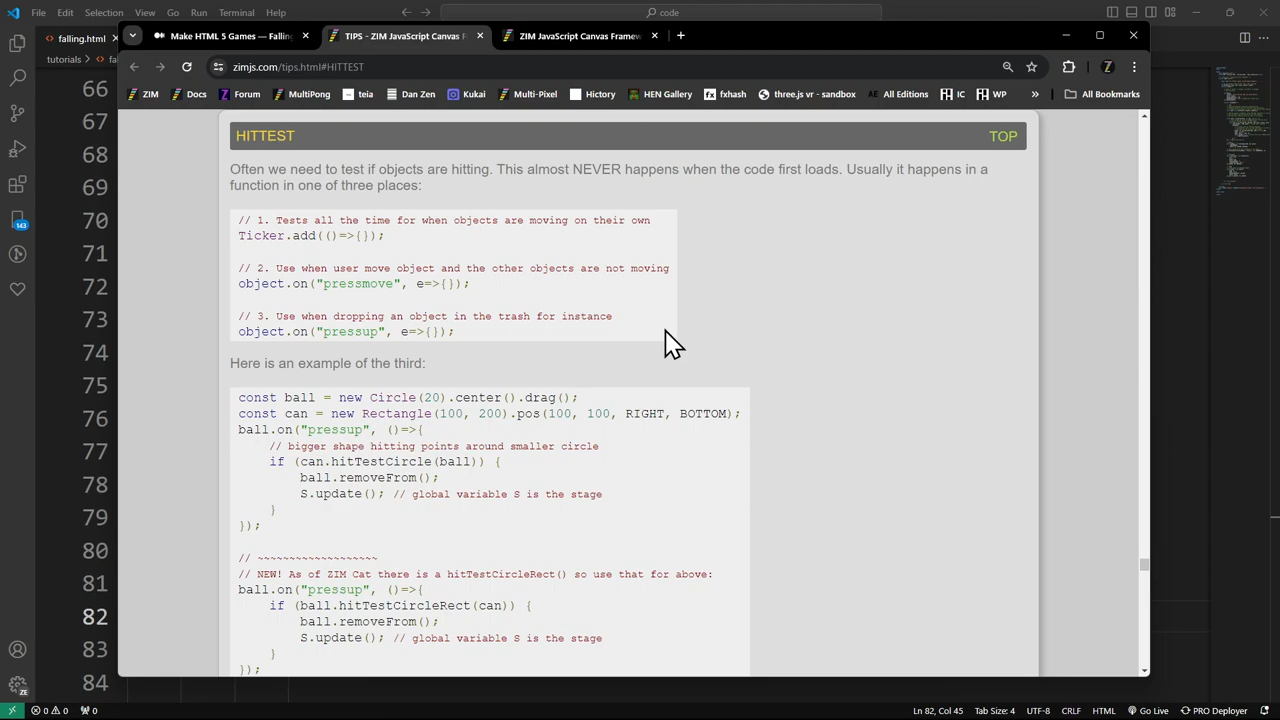 File Edit Selection View Go Run Terminal Help
code
falling.html
tutorials
Make HTML 5 Games — Falling
TIPS - ZIM JavaScript Canvas F
ZIM JavaScript Canvas Framew
zimjs.com/tips.html#HITTEST
ZIM Docs Forum MultiPong teia Dan Zen Kukai Multi-Pixel Hictory HEN Gallery fxhash three.js vr - sandbox All Editions IC WP » All Bookmarks
66
67
68
69
70
71
72
73
74
75
76
77
78
79
80
81
82
83
84
HITTEST TOP
Often we need to test if objects are hitting. This almost NEVER happens when the code first loads. Usually it happens in a
function in one of three places:
// 1. Tests all the time for when objects are moving on their own
Ticker.add(()=>{});
// 2. Use when user move object and the other objects are not moving
object.on("pressmove", e=>{});
// 3. Use when dropping an object in the trash for instance
object.on("pressup", e=>{});
Here is an example of the third:
const ball = new Circle(20).center().drag();
const can = new Rectangle(100, 200).pos(100, 100, RIGHT, BOTTOM);
ball.on("pressup", ()=>{
// bigger shape hitting points around smaller circle
if (can.hitTestCircle(ball)) {
ball.removeFrom();
S.update(); // global variable S is the stage
}
});
// ~~~~~~~~~~~~~~~~~~~
// NEW! As of ZIM Cat there is a hitTestCircleRect() so use that for above:
ball.on("pressup", ()=>{
if (ball.hitTestCircleRect(can)) {
ball.removeFrom();
S.update(); // global variable S is the stage
}
});
143
0 0 0 Ln 82, Col 45 Tab Size: 4 UTF-8 CRLF HTML Go Live PRO Deployer